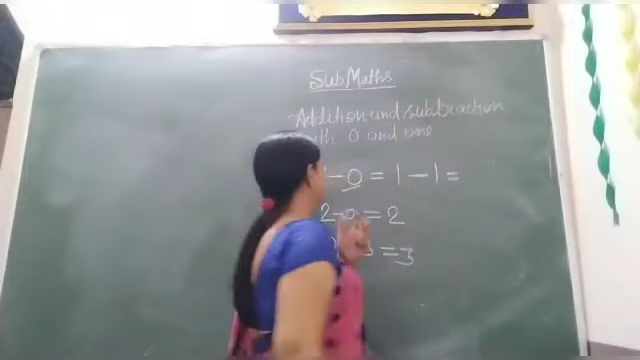 Sub Maths
Addition and subtraction
with 0 and one
- 0 = 1 - 1 =
2 - 0 = 2
= 3